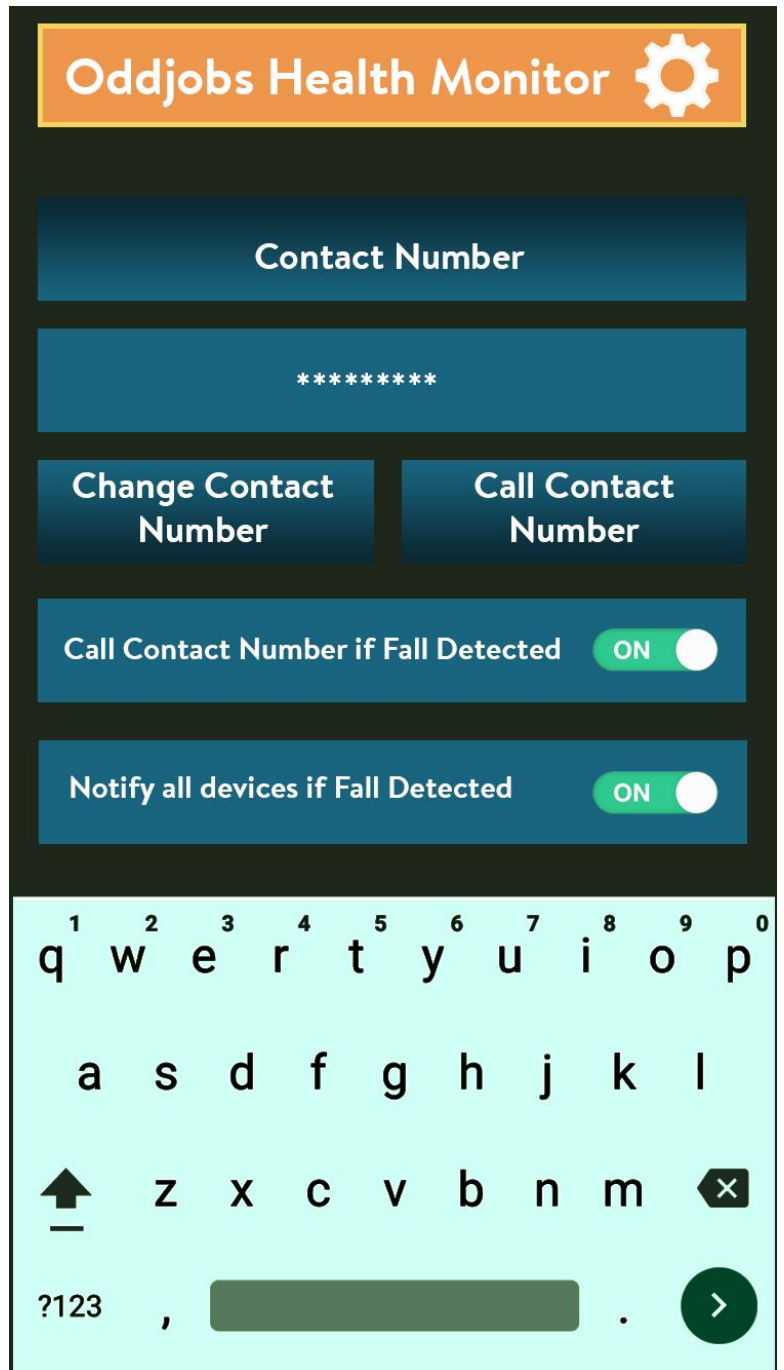 Oddjobs Health Monitor
Contact Number
*********
Change Contact
Number
Call Contact
Number
Call Contact Number if Fall Detected ON
Notify all devices if Fall Detected ON
1 2 3 4 5 6 7 8 9 0
q w e r t y u i o p
a s d f g h j k l
z x c v b n m
?123 , .